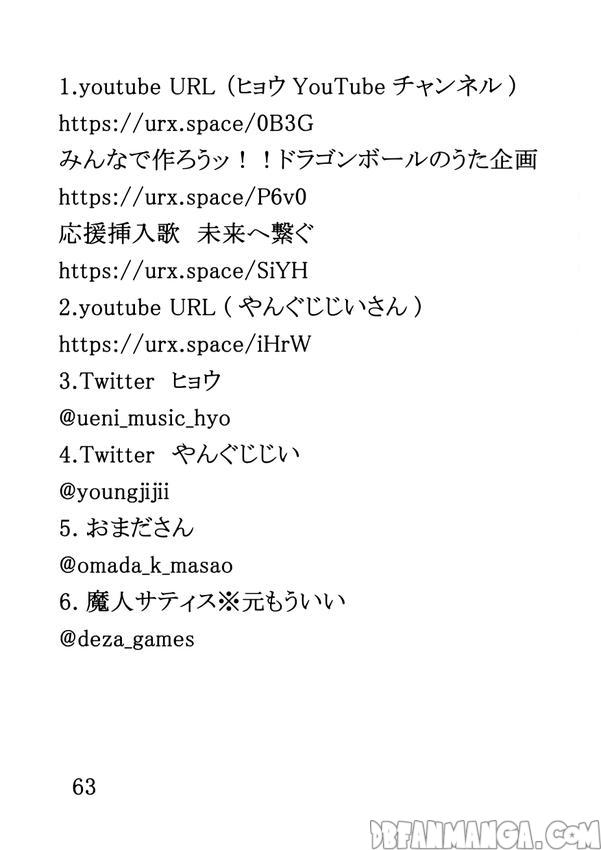 1.youtube URL（ヒョウ YouTube チャンネル）
https://urx.space/0B3G
みんなで作ろうッ！！ドラゴンボールのうた企画
https://urx.space/P6v0
応援挿入歌　未来へ繋ぐ
https://urx.space/SiYH
2.youtube URL ( やんぐじじいさん )
https://urx.space/iHrW
3.Twitter　ヒョウ
@ueni_music_hyo
4.Twitter　やんぐじじい
@youngjijii
5. おまださん
@omada_k_masao
6. 魔人サティス※元もういい
@deza_games
63
DBFANMANGA.COM